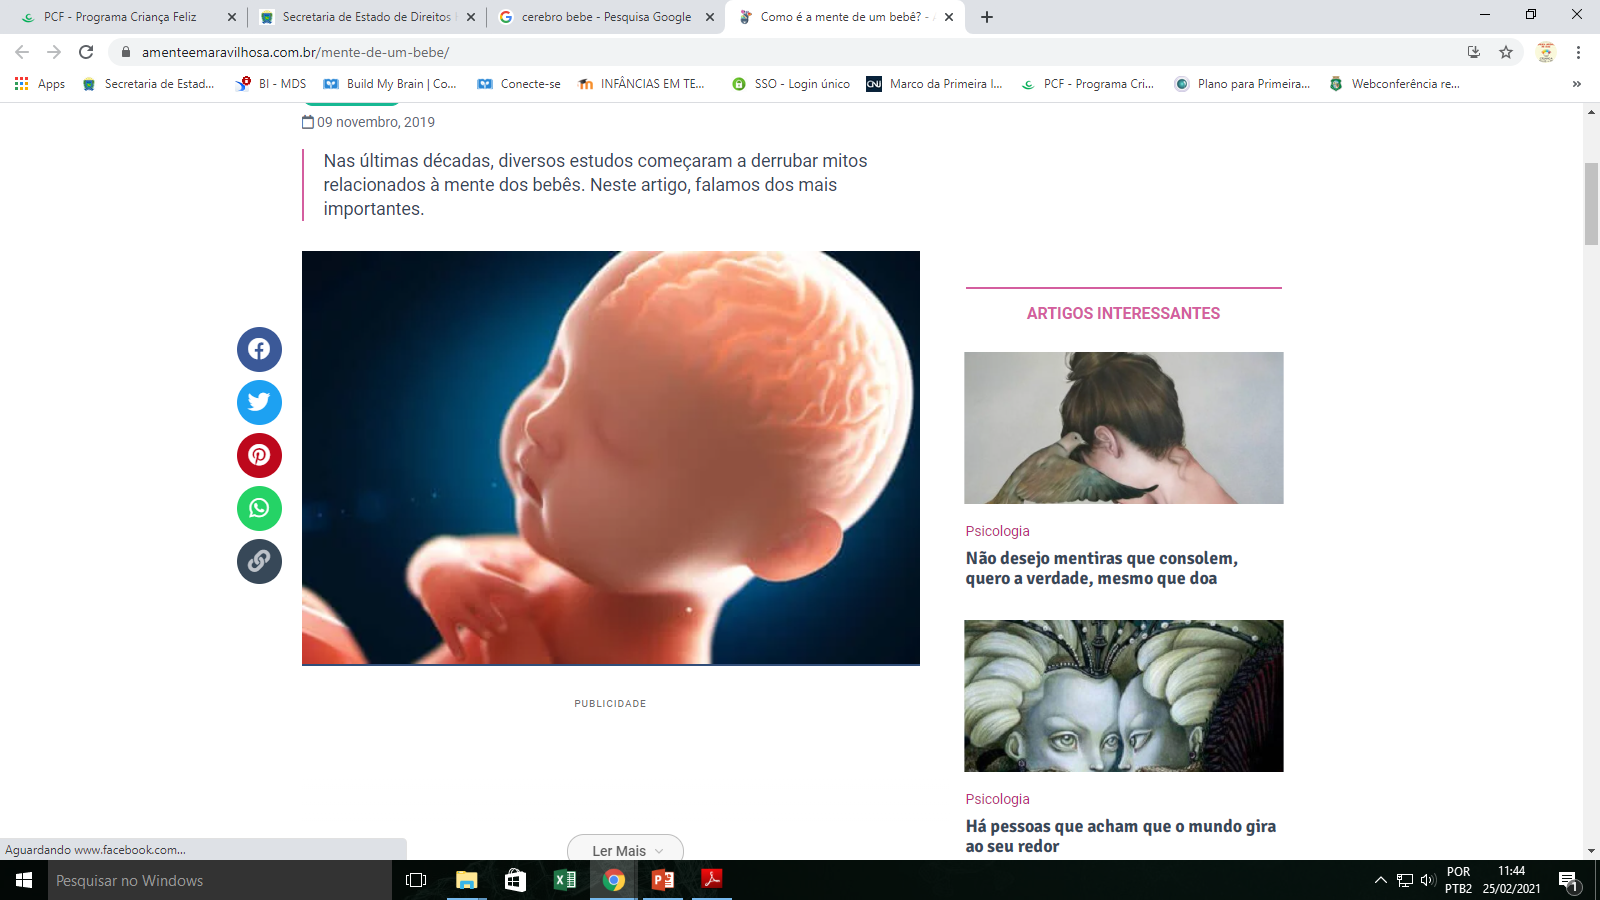 PCF - Programa Criança Feliz
Secretaria de Estado de Direitos
cerebro bebe - Pesquisa Google
Como é a mente de um bebê? -
amenteemaravilhosa.com.br/mente-de-um-bebe/
Apps
Secretaria de Estad...
BI - MDS
Build My Brain | Co...
Conecte-se
INFÂNCIAS EM TE...
SSO - Login único
CNJ
Marco da Primeira I...
PCF - Programa Cri...
Plano para Primeira...
Webconferência re...
09 novembro, 2019
Nas últimas décadas, diversos estudos começaram a derrubar mitos
relacionados à mente dos bebês. Neste artigo, falamos dos mais
importantes.
ARTIGOS INTERESSANTES
Psicologia
Não desejo mentiras que consolem,
quero a verdade, mesmo que doa
PUBLICIDADE
Psicologia
Há pessoas que acham que o mundo gira
ao seu redor
Ler Mais
Aguardando www.facebook.com...
Pesquisar no Windows
POR
PTB2
11:44
25/02/2021
1